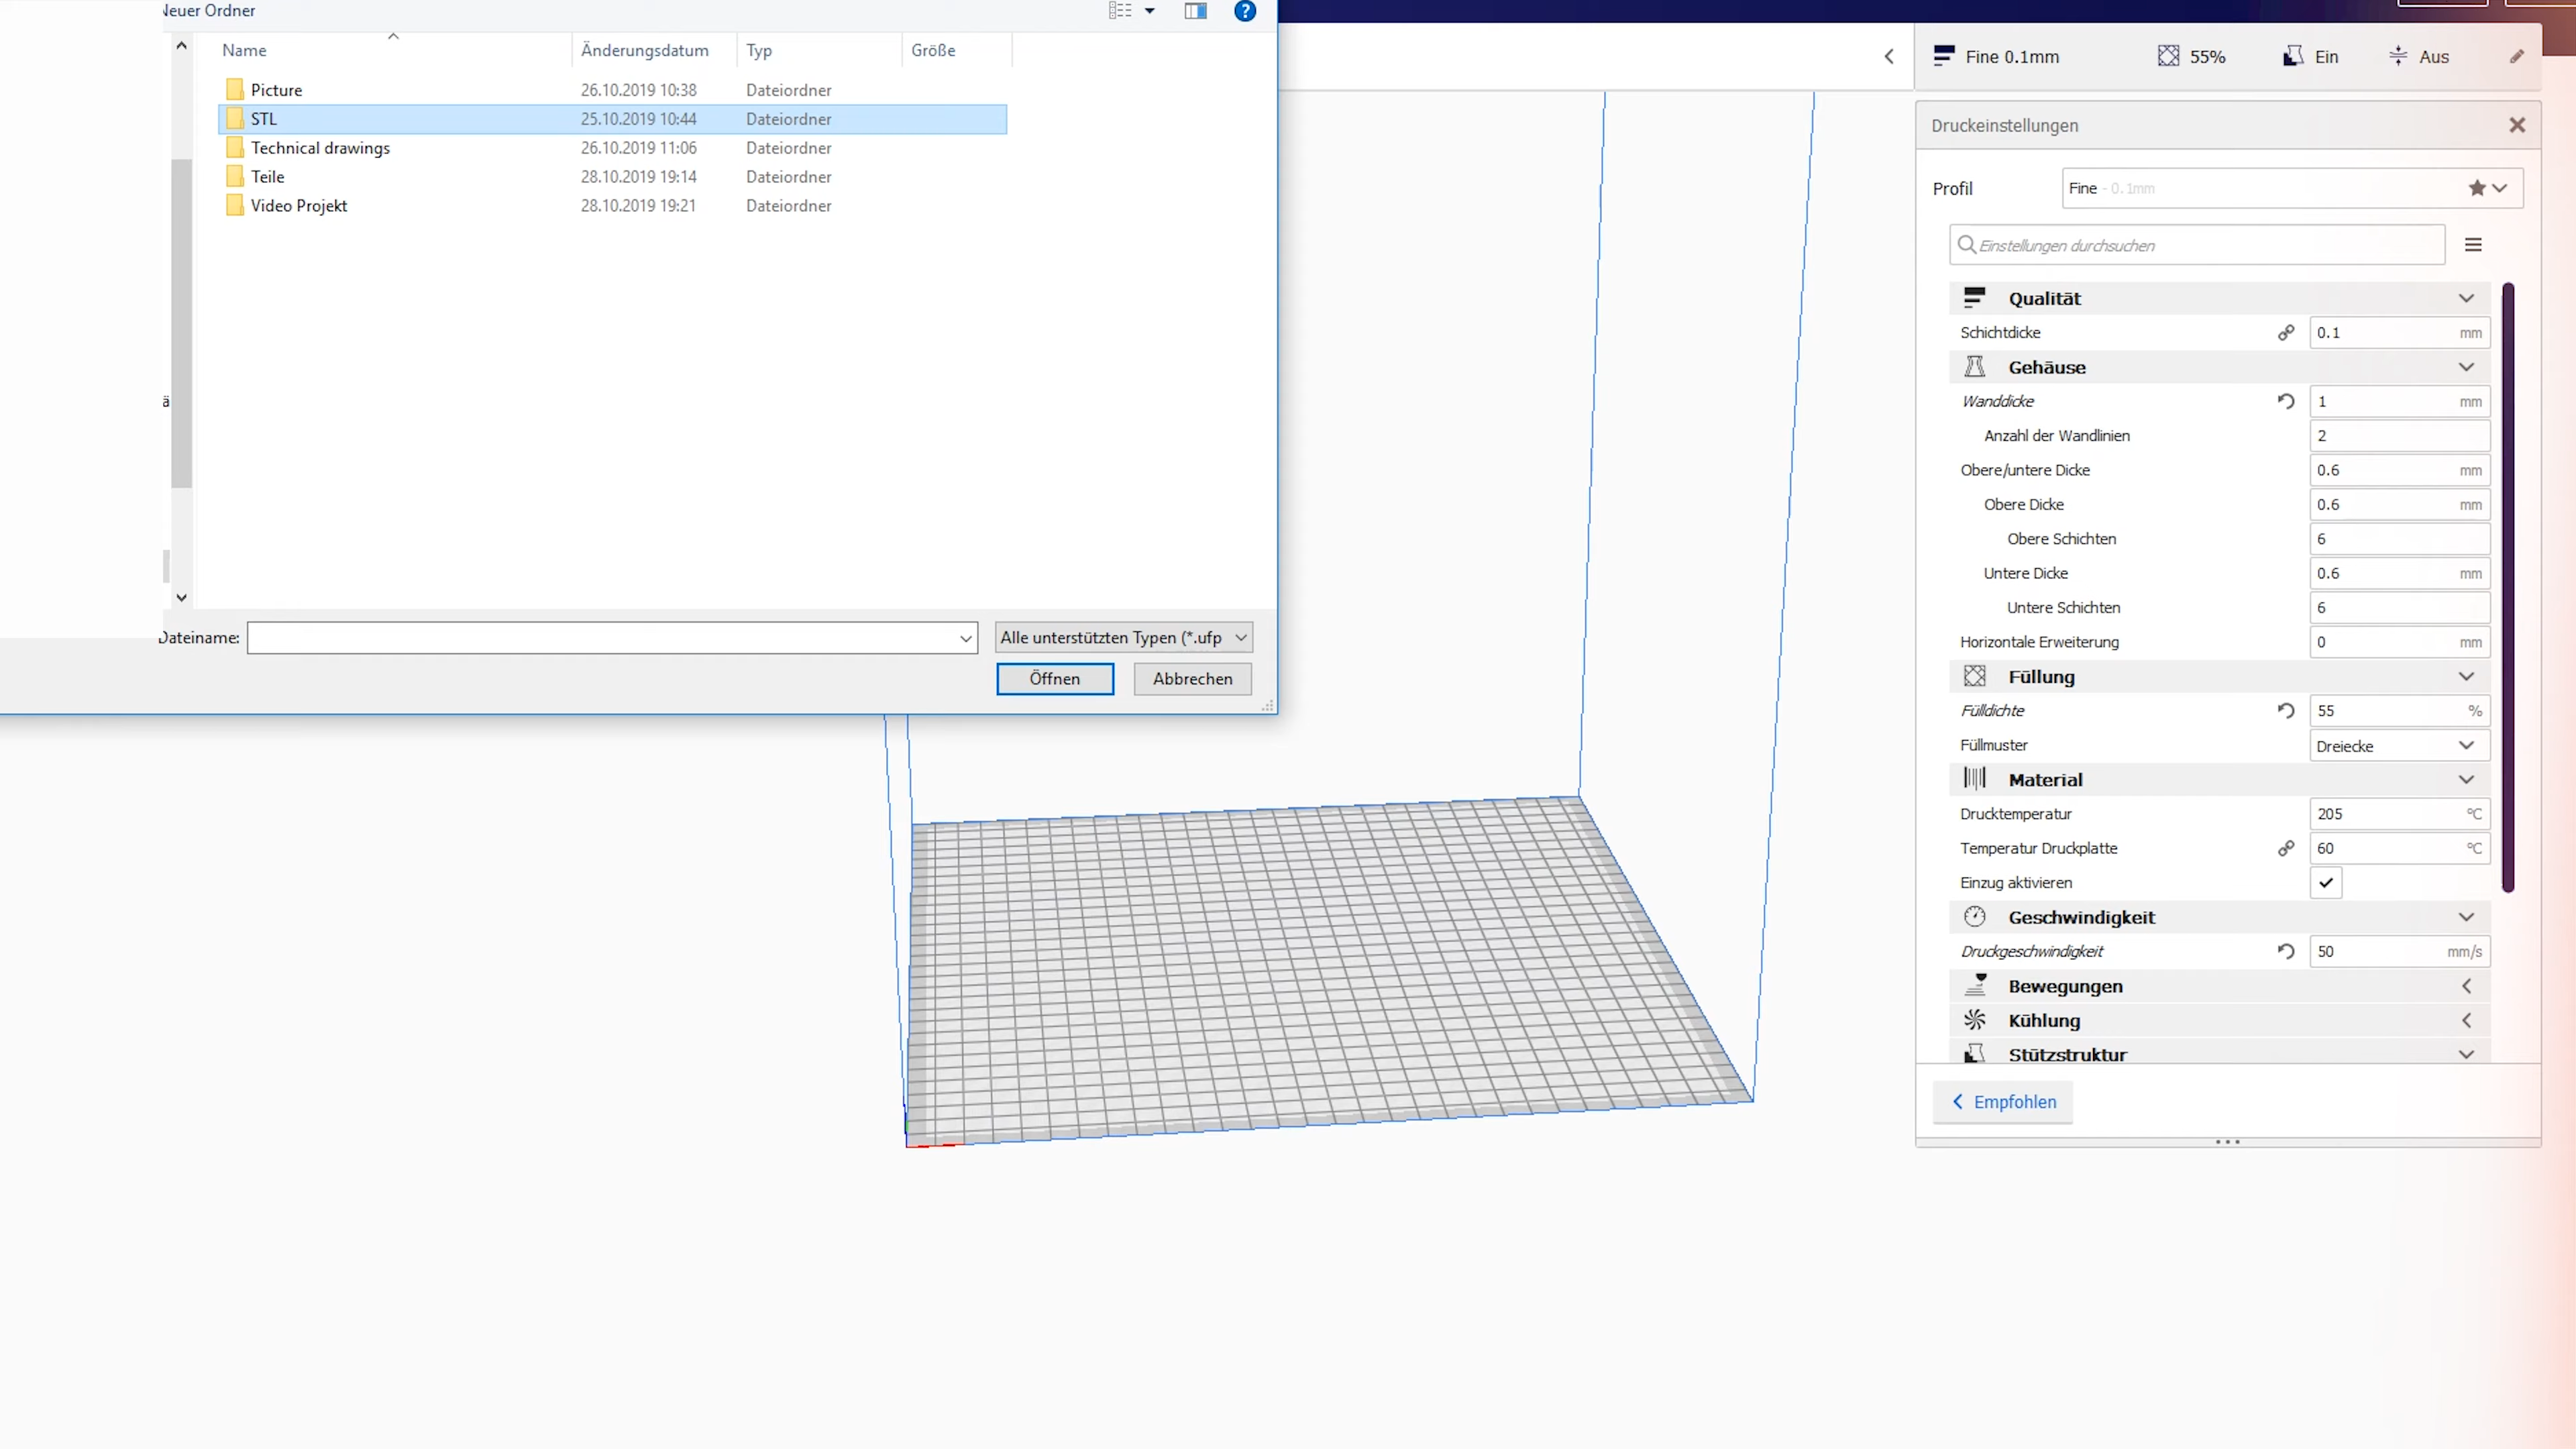 Neuer Ordner
Name Änderungsdatum Typ Größe
Picture 26.10.2019 10:38 Dateiordner
STL 25.10.2019 10:44 Dateiordner
Technical drawings 26.10.2019 11:06 Dateiordner
Teile 28.10.2019 19:14 Dateiordner
Video Projekt 28.10.2019 19:21 Dateiordner
ä
Dateiname:
Alle unterstützten Typen (*.ufp
Öffnen Abbrechen
Fine 0.1mm 55% Ein Aus
Druckeinstellungen
Profil Fine - 0.1mm
Einstellungen durchsuchen
Qualität
Schichtdicke 0.1 mm
Gehäuse
Wanddicke 1 mm
Anzahl der Wandlinien 2
Obere/untere Dicke 0.6 mm
Obere Dicke 0.6 mm
Obere Schichten 6
Untere Dicke 0.6 mm
Untere Schichten 6
Horizontale Erweiterung 0 mm
Füllung
Fülldichte 55 %
Füllmuster Dreiecke
Material
Drucktemperatur 205 °C
Temperatur Druckplatte 60 °C
Einzug aktivieren
Geschwindigkeit
Druckgeschwindigkeit 50 mm/s
Bewegungen
Kühlung
Stützstruktur
Empfohlen